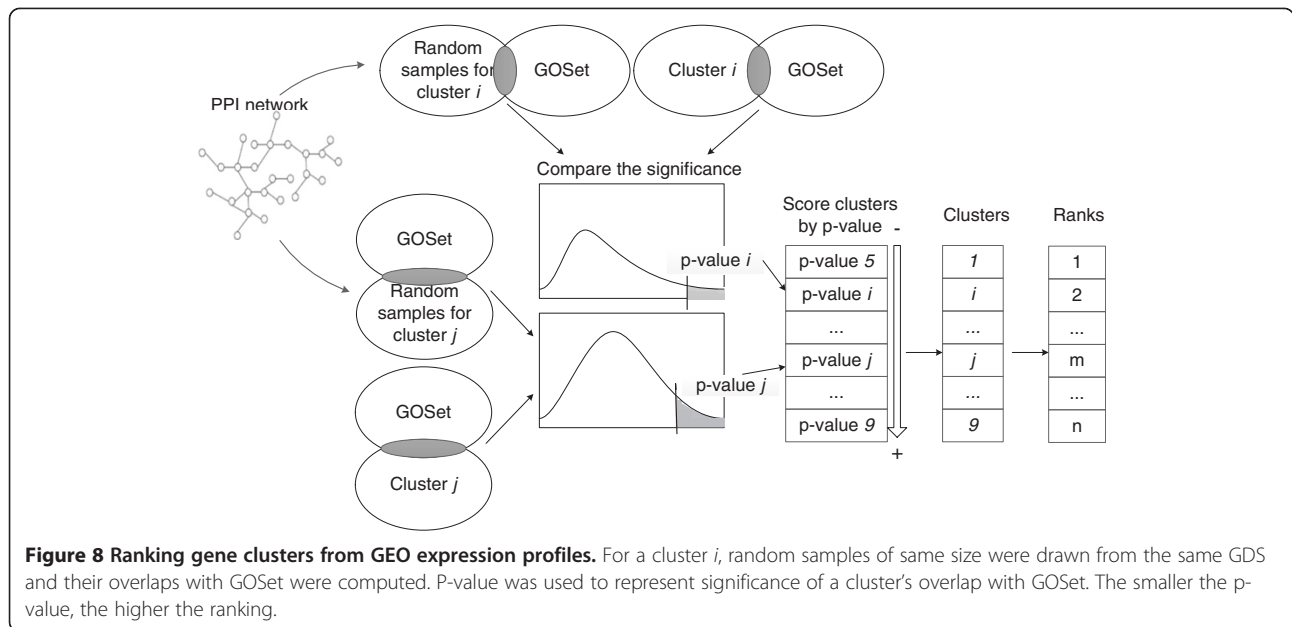 Random
samples for
cluster i
GOSet
Cluster i
GOSet
PPI network
Compare the significance
GOSet
Random
samples for
cluster j
GOSet
Cluster j
p-value i
p-value j
Score clusters
by p-value
-
+
p-value 5
p-value i
...
p-value j
...
p-value 9
Clusters
1
i
...
j
...
9
Ranks
1
2
...
m
...
n
Figure 8 Ranking gene clusters from GEO expression profiles. For a cluster i, random samples of same size were drawn from the same GDS
and their overlaps with GOSet were computed. P-value was used to represent significance of a cluster’s overlap with GOSet. The smaller the p-
value, the higher the ranking.